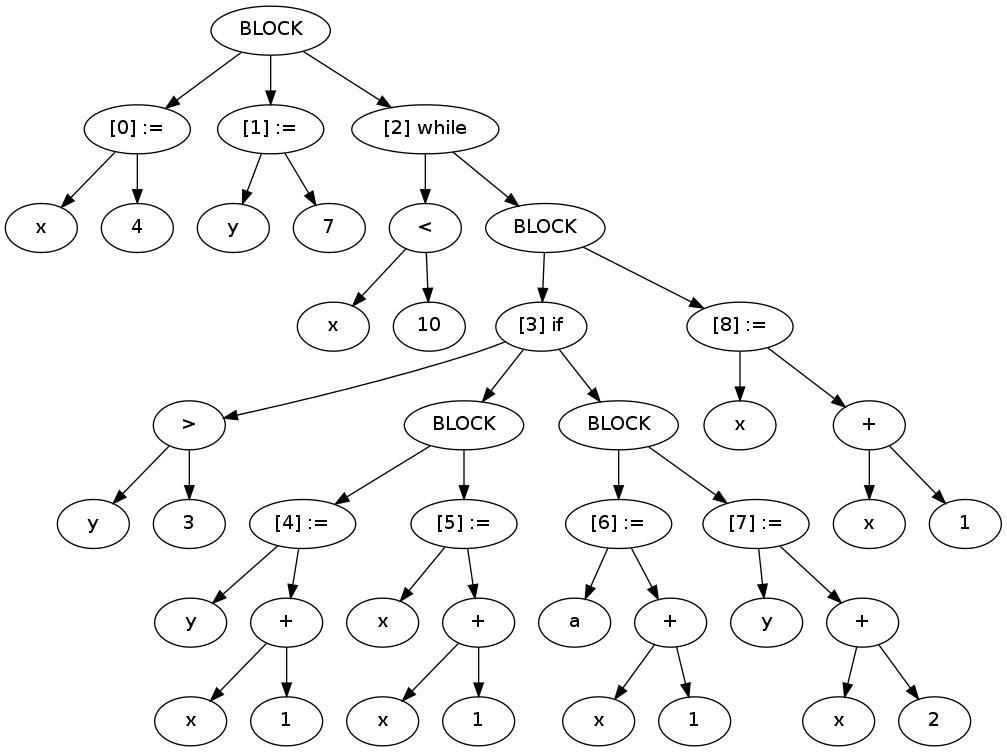 BLOCK
[0] :=
[1] :=
[2] while
x
4
y
7
<
BLOCK
x
10
[3] if
[8] :=
>
BLOCK
BLOCK
x
+
y
3
[4] :=
[5] :=
[6] :=
[7] :=
x
1
y
+
x
+
a
+
y
+
x
1
x
1
x
1
x
2